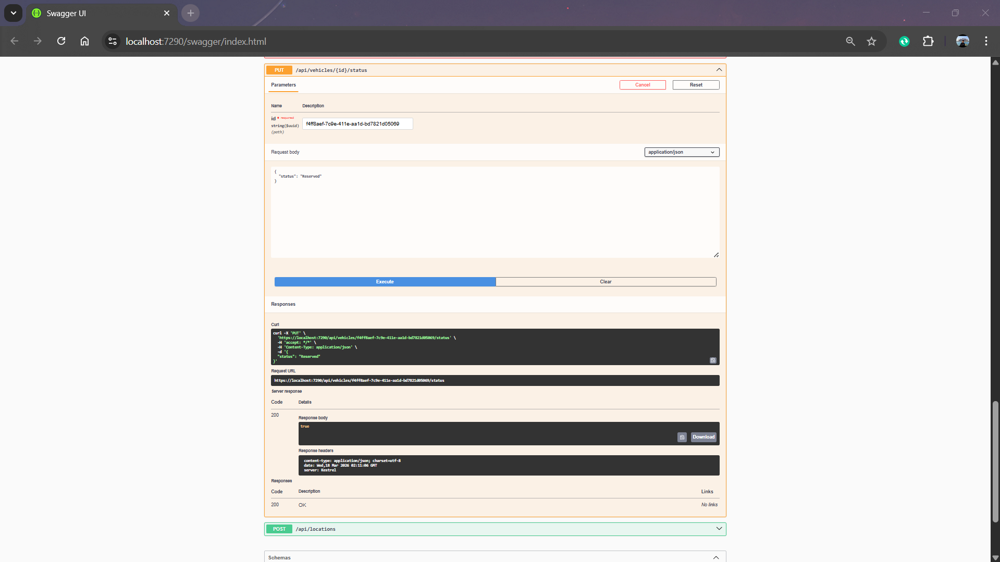 Swagger UI
localhost:7290/swagger/index.html
PUT /api/vehicles/{id}/status
Parameters
Cancel
Reset
Name Description
id * required
string($uuid)
(path)
f4ff8aef-7c9e-411e-aa1d-bd7821d05069
Request body
application/json
{
"status": "Reserved"
}
Execute
Clear
Responses
Curl
curl -X 'PUT' \
'https://localhost:7290/api/vehicles/f4ff8aef-7c9e-411e-aa1d-bd7821d05069/status' \
-H 'accept: */*' \
-H 'Content-Type: application/json' \
-d '{
"status": "Reserved"
}'
Request URL
https://localhost:7290/api/vehicles/f4ff8aef-7c9e-411e-aa1d-bd7821d05069/status
Server response
Code Details
200
Response body
true
Download
Response headers
content-type: application/json; charset=utf-8
date: Wed,18 Mar 2026 02:11:06 GMT
server: Kestrel
Responses
Code Description Links
200 OK No links
POST /api/locations
Schemas